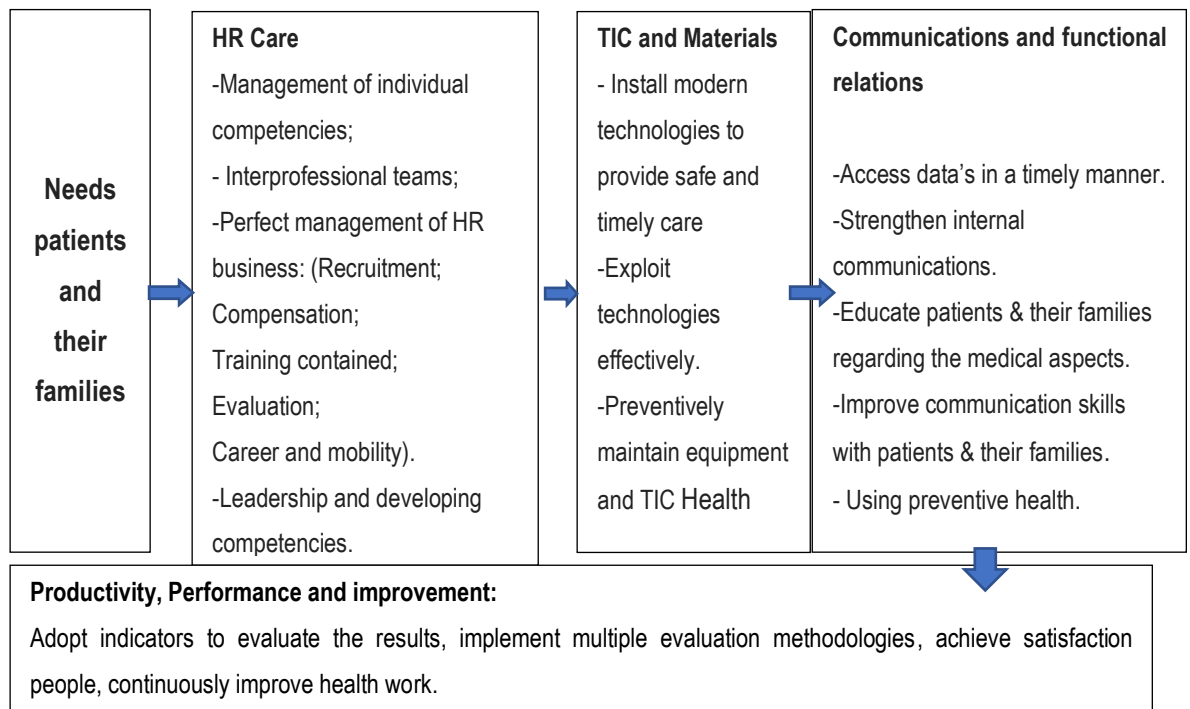 Needs
patients
and
their
families
HR Care
-Management of individual
competencies;
- Interprofessional teams;
-Perfect management of HR
business: (Recruitment;
Compensation;
Training contained;
Evaluation;
Career and mobility).
-Leadership and developing
competencies.
TIC and Materials
- Install modern
technologies to
provide safe and
timely care
-Exploit
technologies
effectively.
-Preventively
maintain equipment
and TIC Health
Communications and functional
relations
-Access data's in a timely manner.
-Strengthen internal
communications.
-Educate patients & their families
regarding the medical aspects.
-Improve communication skills
with patients & their families.
- Using preventive health.
Productivity, Performance and improvement:
Adopt indicators to evaluate the results, implement multiple evaluation methodologies, achieve satisfaction
people, continuously improve health work.